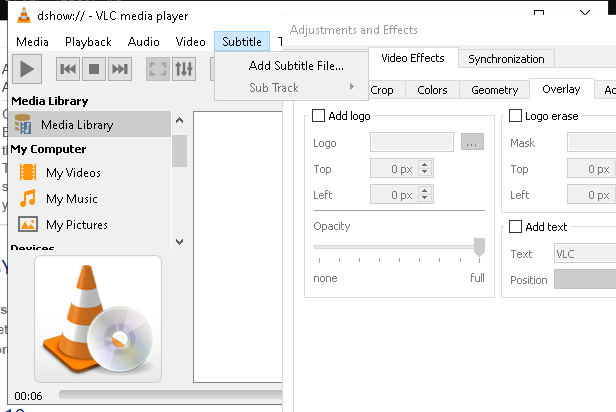 dshow:// - VLC media player
Adjustments and Effects
Media Playback Audio Video Subtitle T
Add Subtitle File...
Sub Track
Video Effects Synchronization
Crop Colors Geometry Overlay
Media Library
Media Library
My Computer
My Videos
My Music
My Pictures
Devices
00:06
Add logo
Logo ...
Top 0 px
Left 0 px
Opacity
none full
Logo erase
Mask
Top 0 px
Left 0 px
Add text
Text VLC
Position